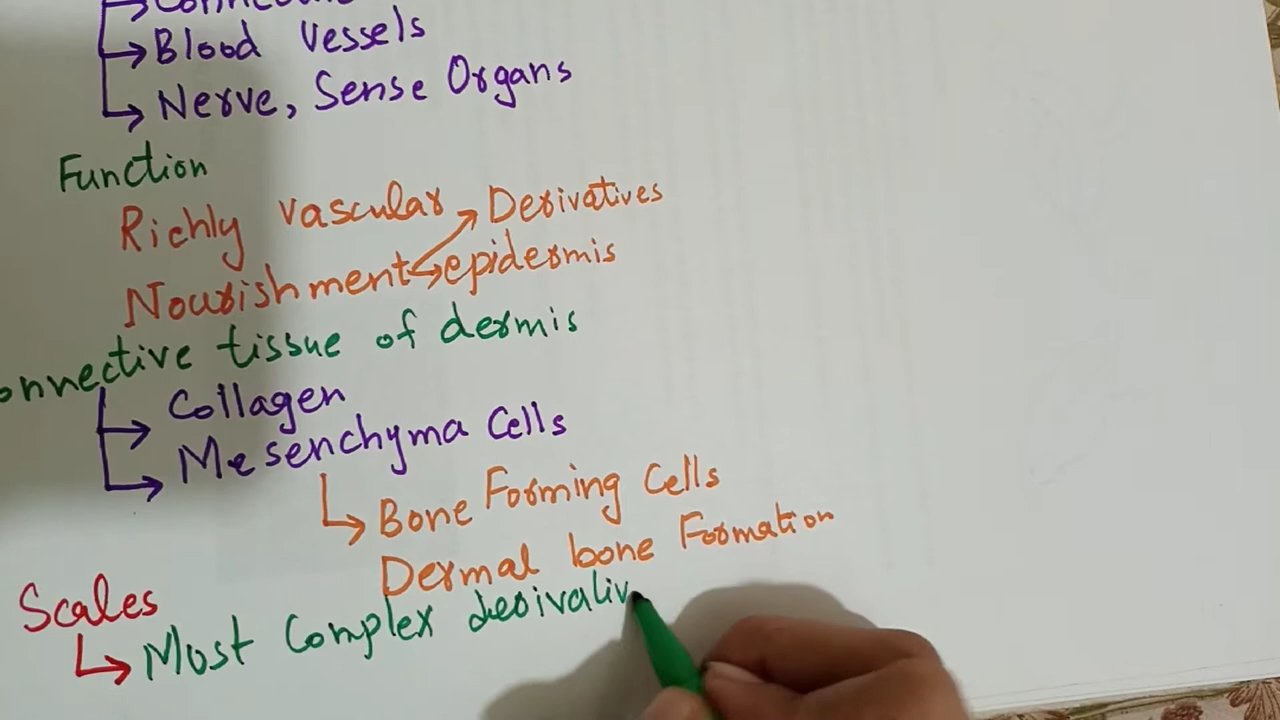 Blood Vessels
Nerve, Sense Organs
Function
Richly vascular
Derivatives
Nourishment epidermis
onnective tissue of dermis
Collagen
Mesenchyma Cells
Bone Forming Cells
Dermal bone Formation
Scales
Most Complex derivativ